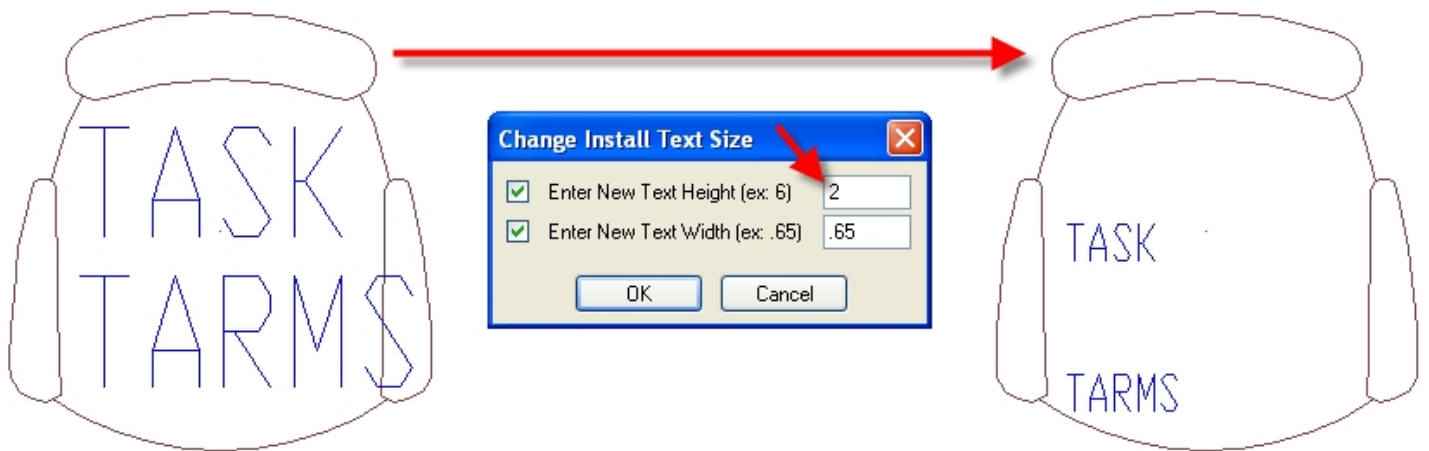 TASK
TARMS
Change Install Text Size
Enter New Text Height (ex: 6) 2
Enter New Text Width (ex: .65) .65
OK Cancel
TASK
TARMS